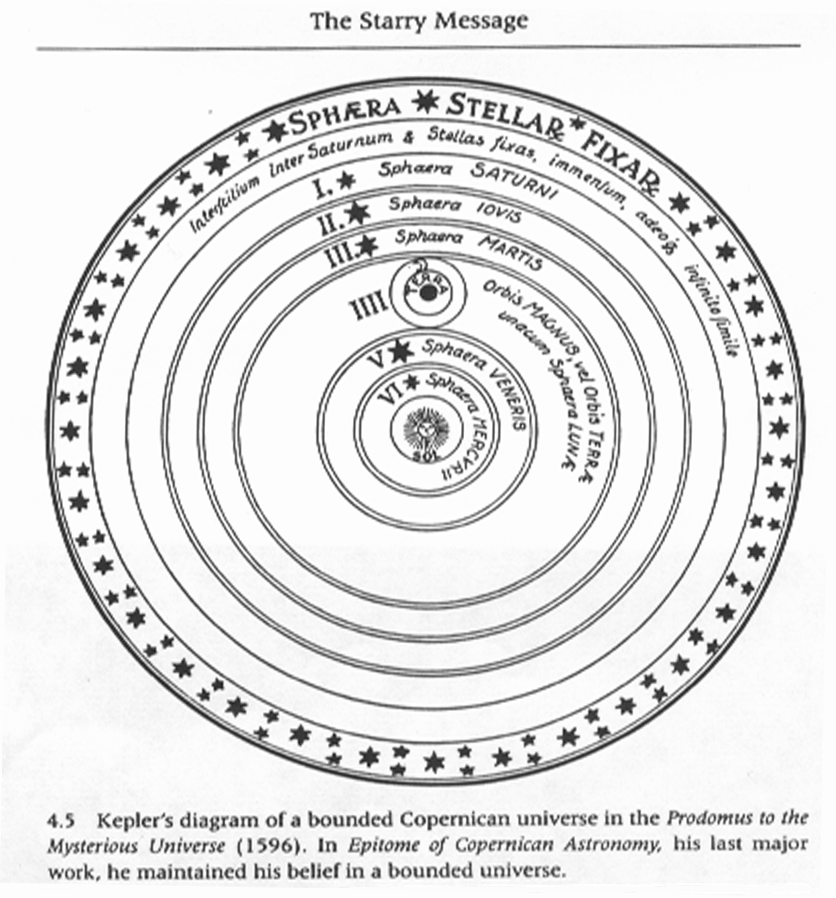 The Starry Message
SPHÆRA ★ STELLAR FIXAR
Interſcilium inter Saturnum & Stellas fixas, immensum, adeoʒ infinito ſimile
I. ★ Sphaera SATURNI
II. ★ Sphaera IOVIS
III. ★ Sphaera MARTIS
TERRA
IIII
Orbis MAGNUS, vel Orbis TERRÆ
unacum Sphaera LUNÆ
V ★ Sphaera VENERIS
VI ★ Sphaera MERCVRII
SOL
4.5 Kepler's diagram of a bounded Copernican universe in the Prodomus to the
Mysterious Universe (1596). In Epitome of Copernican Astronomy, his last major
work, he maintained his belief in a bounded universe.